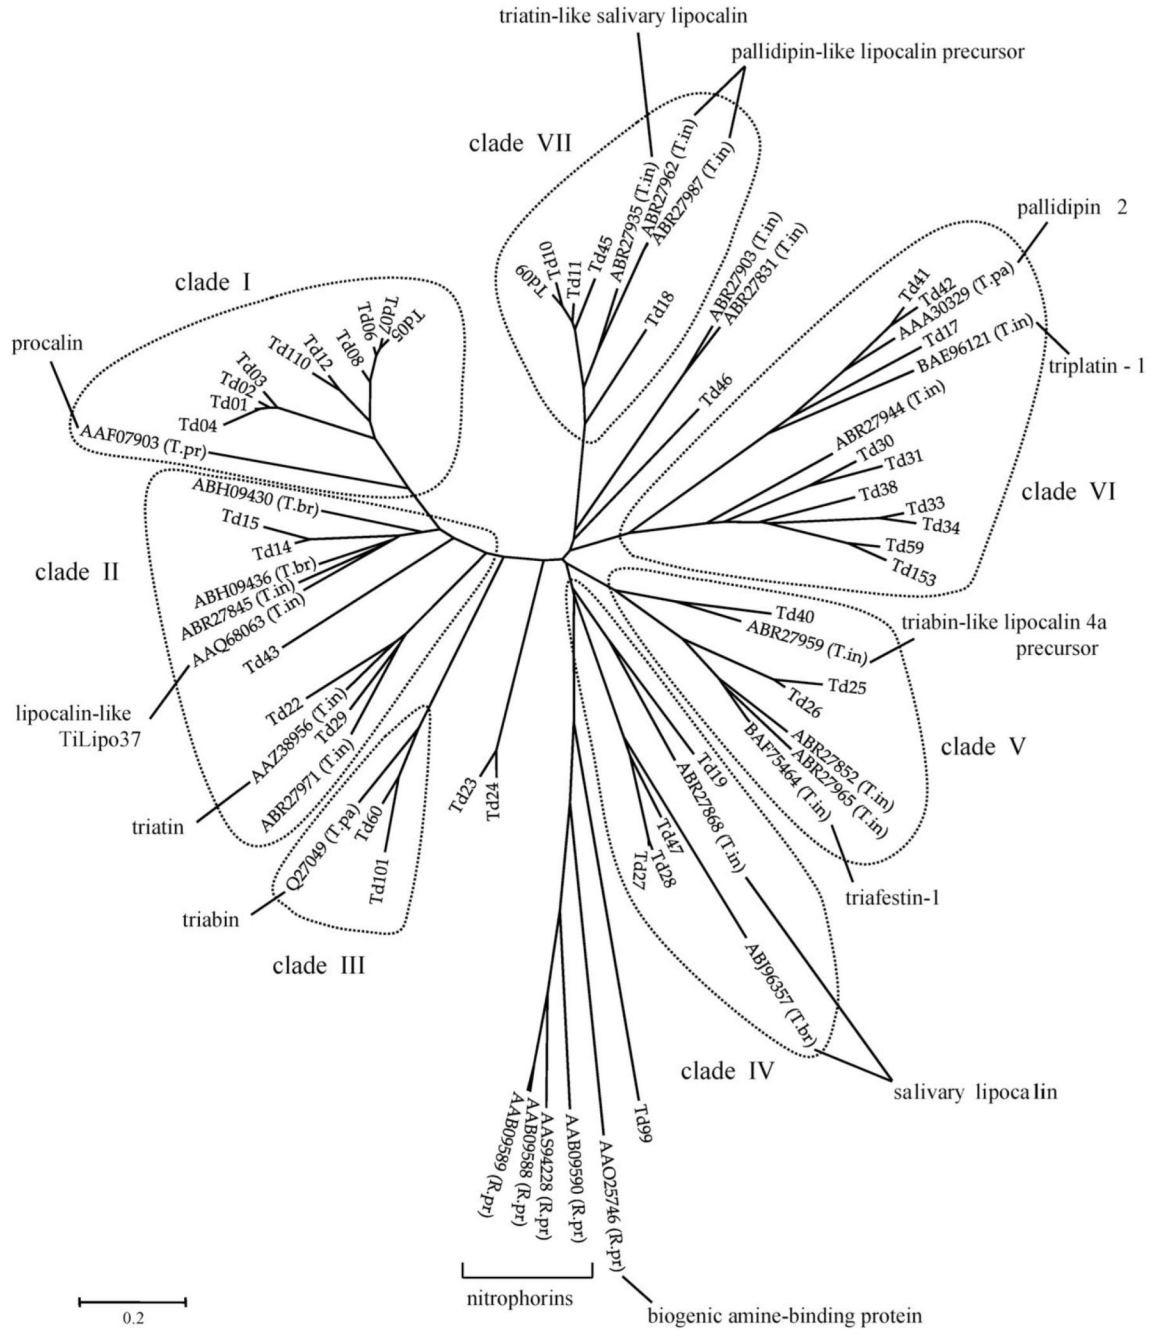 triatin-like salivary lipocalin
pallidipin-like lipocalin precursor
clade VII
ABR27935 (T.in)
ABR27962 (T.in)
ABR27987 (T.in)
Td09
Td10
Td11
Td45
Td18
ABR27903 (T.in)
ABR27831 (T.in)
Td46
pallidipin 2
Td41
Td42
AAA30329 (T.pa)
Td17
BAE96121 (T.in)
triplatin - 1
ABR27944 (T.in)
Td30
Td31
Td38
Td33
Td34
Td59
Td153
clade VI
clade I
procalin
Td05
Td07
Td06
Td08
Td12
Td110
Td03
Td02
Td01
Td04
AAF07903 (T.pr)
clade II
ABH09430 (T.br)
Td15
Td14
ABH09436 (T.br)
ABR27845 (T.in)
AAQ68063 (T.in)
Td43
lipocalin-like
TiLipo37
Td22
AAZ38956 (T.in)
Td29
ABR27971 (T.in)
triatin
Q27049 (T.pa)
Td60
Td101
triabin
clade III
Td23
Td24
Td40
ABR27959 (T.in)
triabin-like lipocalin 4a
precursor
Td25
Td26
ABR27852 (T.in)
ABR27965 (T.in)
BAF75464 (T.in)
clade V
triafestin-1
Td19
ABR27868 (T.in)
Td47
Td28
Td27
ABJ96357 (T.br)
clade IV
salivary lipocalin
Td99
AAO25746 (R.pr)
AAB09590 (R.pr)
AAS94228 (R.pr)
AAB09588 (R.pr)
AAB09589 (R.pr)
nitrophorins
biogenic amine-binding protein
0.2